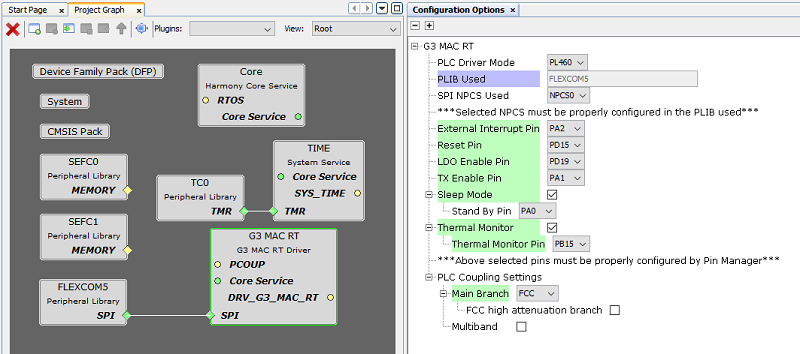 Start Page
Project Graph
Plugins:
View:
Root
Device Family Pack (DFP)
System
CMSIS Pack
Core
Harmony Core Service
RTOS
Core Service
SEFC0
Peripheral Library
MEMORY
TIME
System Service
Core Service
SYS_TIME
TMR
TC0
Peripheral Library
TMR
SEFC1
Peripheral Library
MEMORY
G3 MAC RT
G3 MAC RT Driver
PCOUP
Core Service
DRV_G3_MAC_RT
SPI
FLEXCOM5
Peripheral Library
SPI
Configuration Options
G3 MAC RT
PLC Driver Mode PL460
PLIB Used FLEXCOM5
SPI NPCS Used NPCS0
***Selected NPCS must be properly configured in the PLIB used***
External Interrupt Pin PA2
Reset Pin PD15
LDO Enable Pin PD19
TX Enable Pin PA1
Sleep Mode
Stand By Pin PA0
Thermal Monitor
Thermal Monitor Pin PB15
***Above selected pins must be properly configured by Pin Manager***
PLC Coupling Settings
Main Branch FCC
FCC high attenuation branch
Multiband